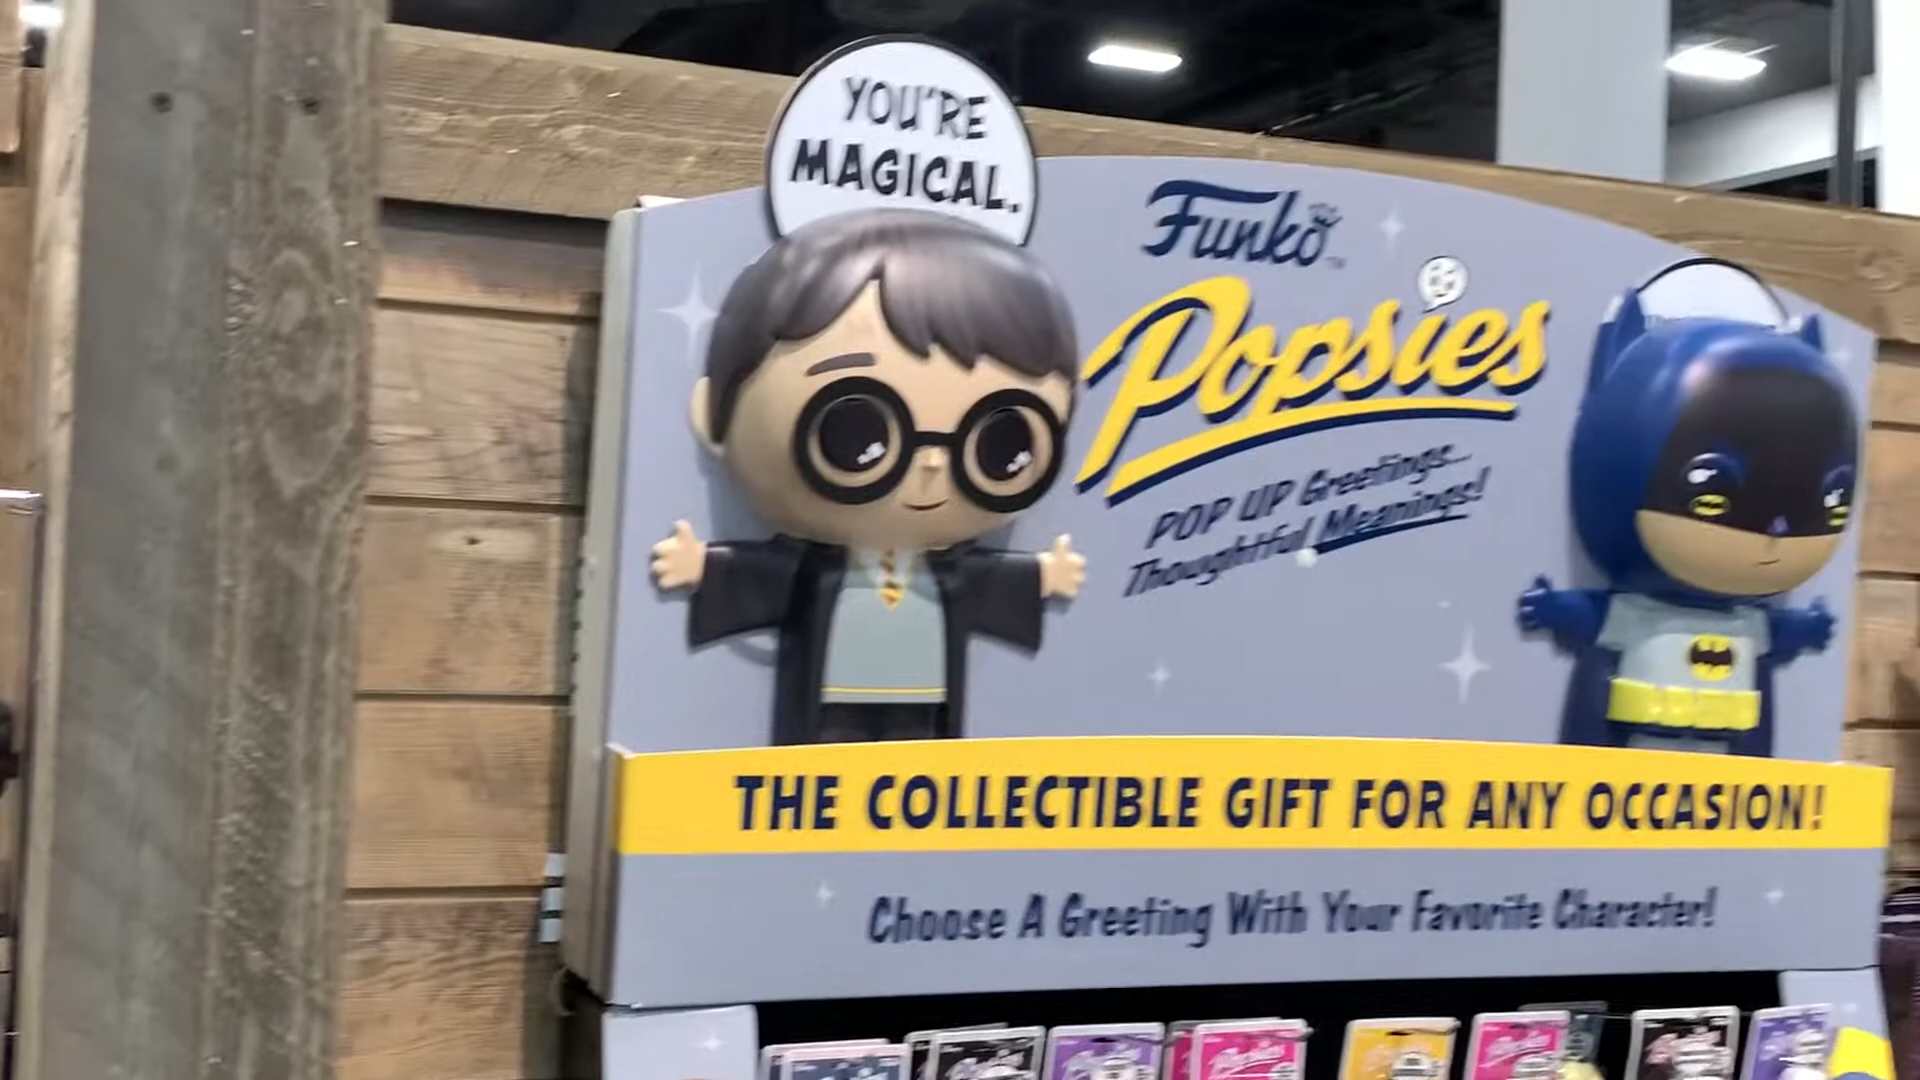 YOU'RE
MAGICAL.
Funko
Popsies
POP UP Greetings...
Thoughtful Meanings!
THE COLLECTIBLE GIFT FOR ANY OCCASION!
Choose A Greeting With Your Favorite Character!
Popsies